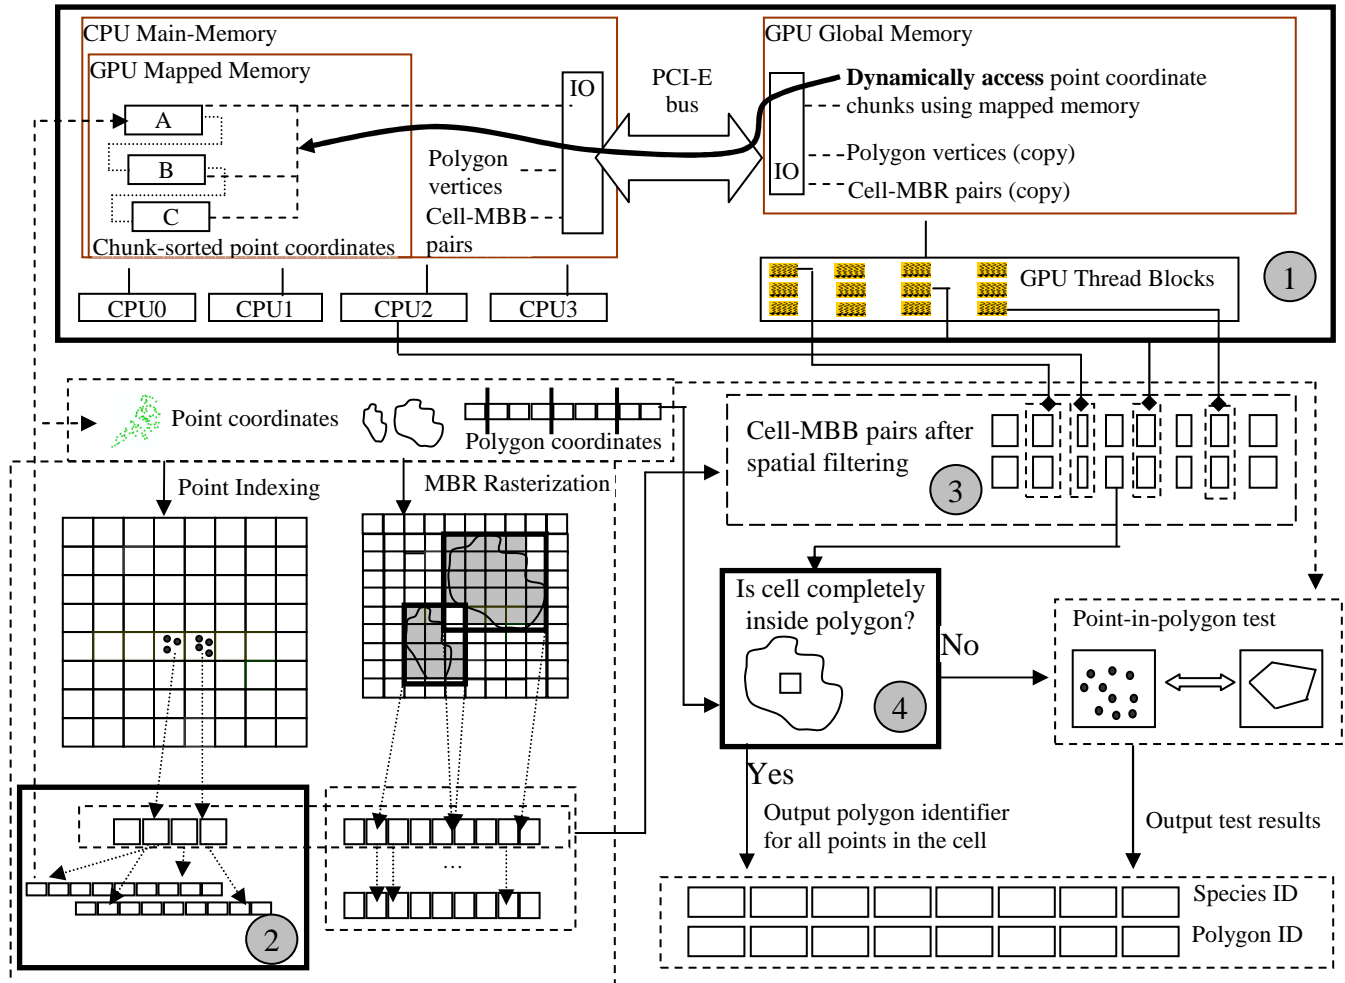 CPU Main-Memory
GPU Mapped Memory
A
B
C
Chunk-sorted point coordinates
IO
Polygon
vertices
Cell-MBB
pairs
PCI-E
bus
GPU Global Memory
IO
Dynamically access point coordinate
chunks using mapped memory
Polygon vertices (copy)
Cell-MBR pairs (copy)
CPU0
CPU1
CPU2
CPU3
GPU Thread Blocks
1
Point coordinates
Polygon coordinates
Point Indexing
MBR Rasterization
Cell-MBB pairs after
spatial filtering
3
Is cell completely
inside polygon?
4
No
Yes
Point-in-polygon test
Output polygon identifier
for all points in the cell
Output test results
...
2
Species ID
Polygon ID